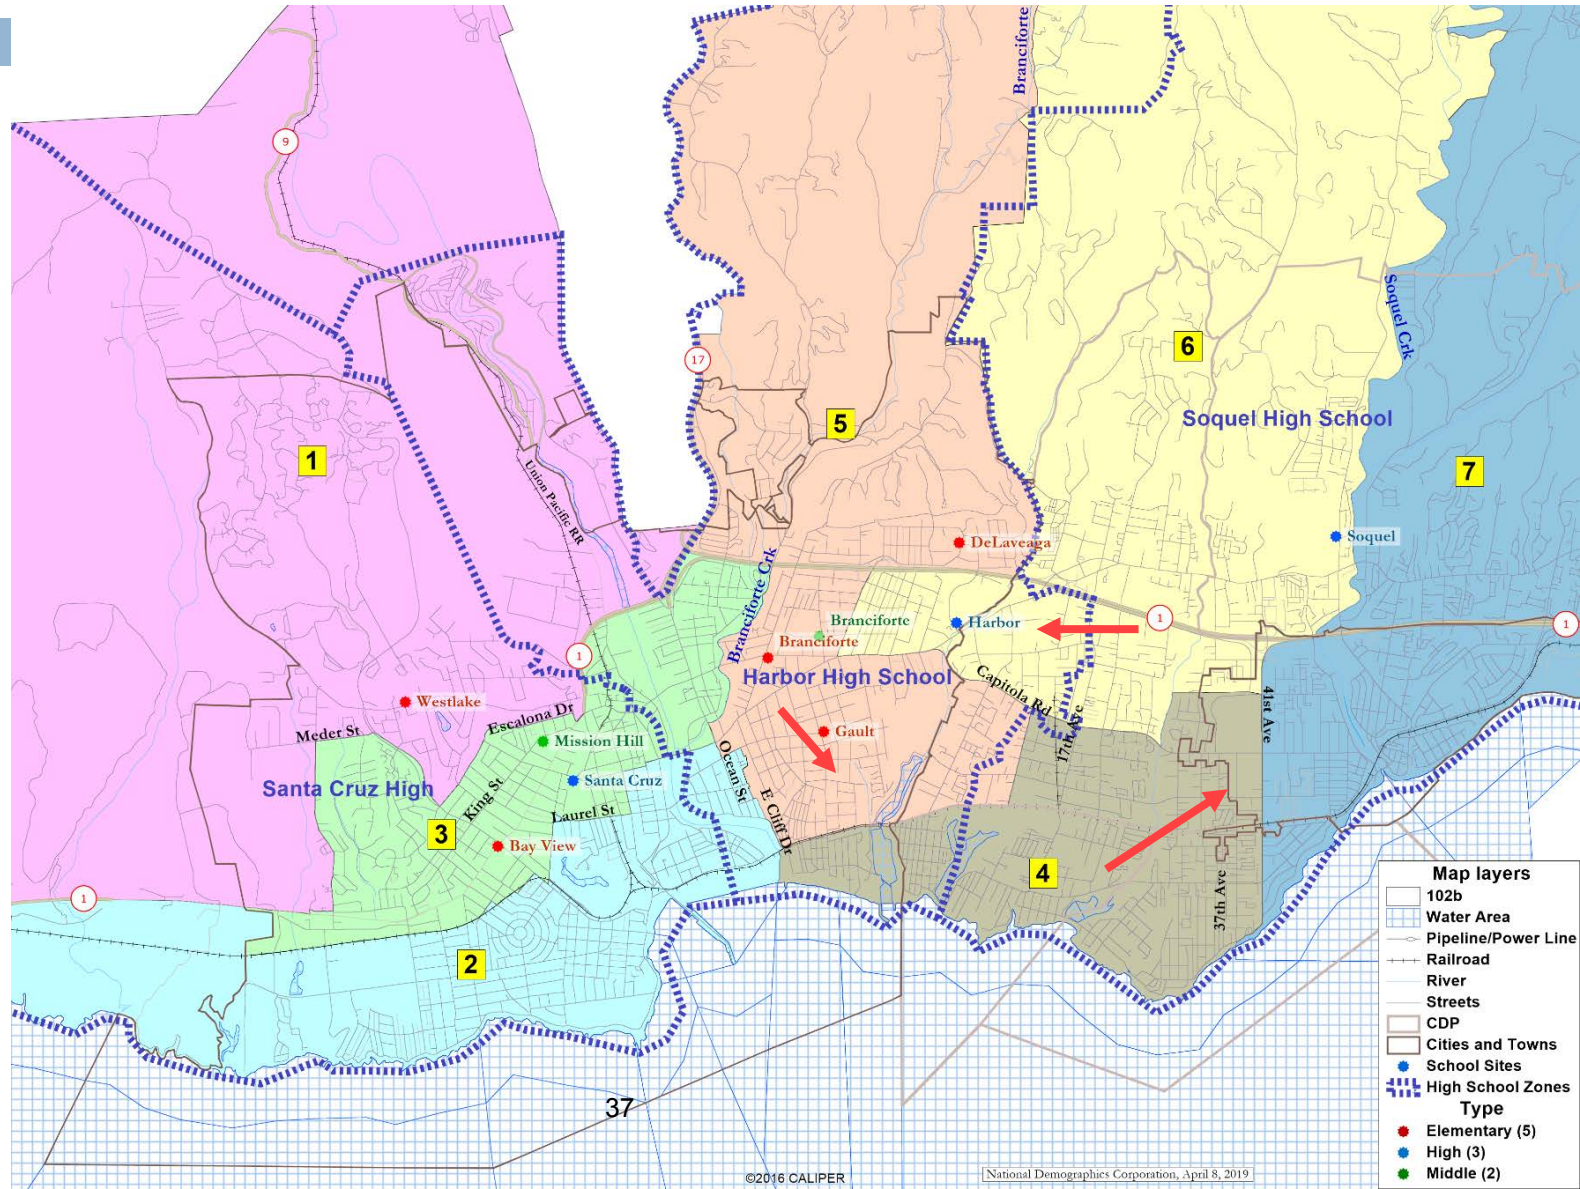 Branciforte
9
17
Soquel Crk
6
5
Soquel High School
1
7
Union Pacific RR
Soquel
DeLaveaga
Branciforte Crk
Branciforte
Harbor
1
1
Branciforte
1
Harbor High School
Capitola Rd
41st Ave
Westlake
Escalona Dr
Meder St
Mission Hill
17th Ave
Gault
Ocean St
Santa Cruz High
Santa Cruz
King St
Laurel St
E Cliff Dr
3
Bay View
4
1
37th Ave
2
37
Map layers
102b
Water Area
Pipeline/Power Line
Railroad
River
Streets
CDP
Cities and Towns
School Sites
High School Zones
Type
Elementary (5)
High (3)
Middle (2)
©2016 CALIPER
National Demographics Corporation, April 8, 2019